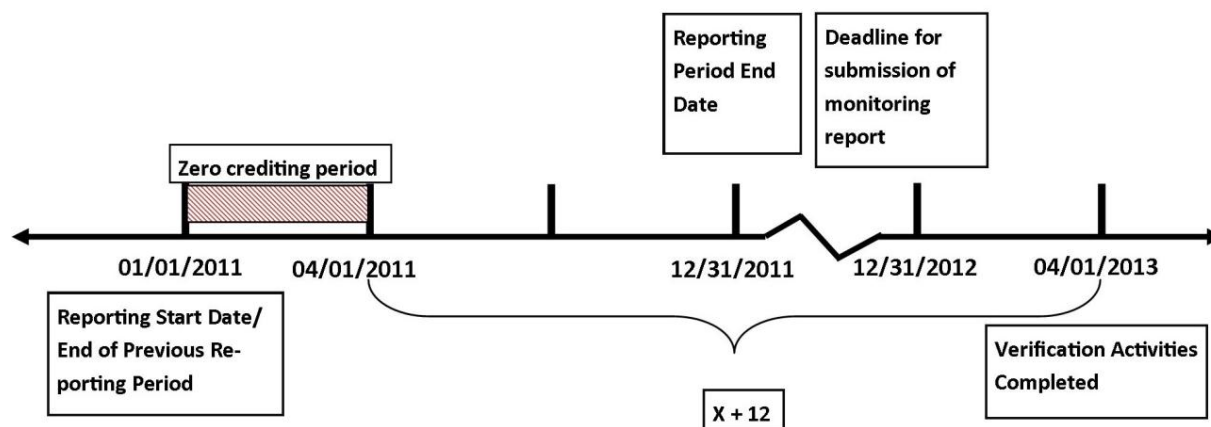 Reporting
Period End
Date
Deadline for
submission of
monitoring
report
Zero crediting period
01/01/2011
04/01/2011
12/31/2011
12/31/2012
04/01/2013
Reporting Start Date/
End of Previous Re-
porting Period
Verification Activities
Completed
X + 12